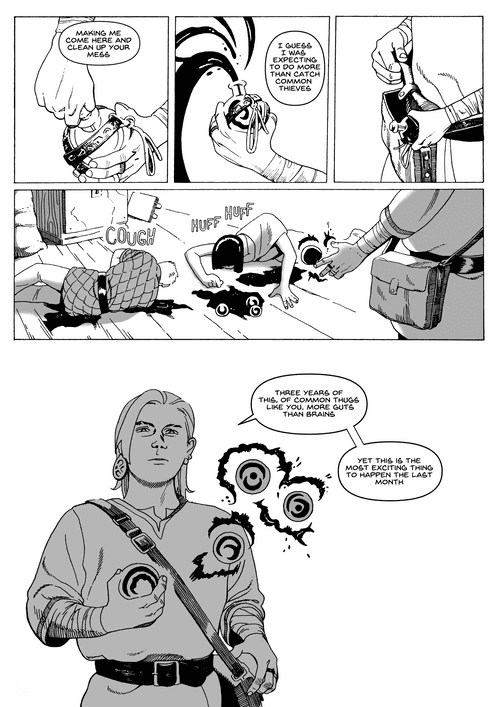 MAKING ME
COME HERE AND
CLEAN UP YOUR
MESS
I GUESS
I WAS
EXPECTING
TO DO MORE
THAN CATCH
COMMON
THIEVES
COUGH
HUFF HUFF
THREE YEARS OF
THIS, OF COMMON THUGS
LIKE YOU, MORE GUTS
THAN BRAINS
YET THIS IS THE
MOST EXCITING THING
TO HAPPEN THE LAST
MONTH